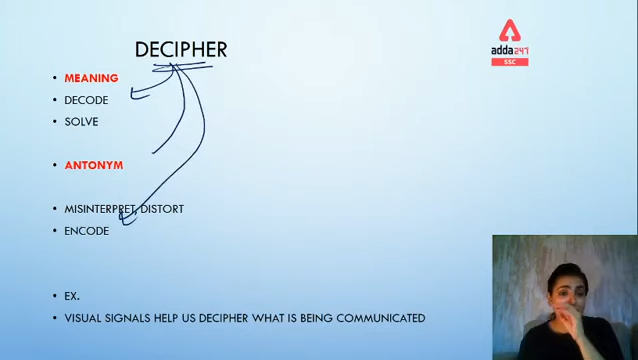 DECIPHER
adda247
SSC
• MEANING
• DECODE
• SOLVE
• ANTONYM
• MISINTERPRET, DISTORT
• ENCODE
• EX.
• VISUAL SIGNALS HELP US DECIPHER WHAT IS BEING COMMUNICATED